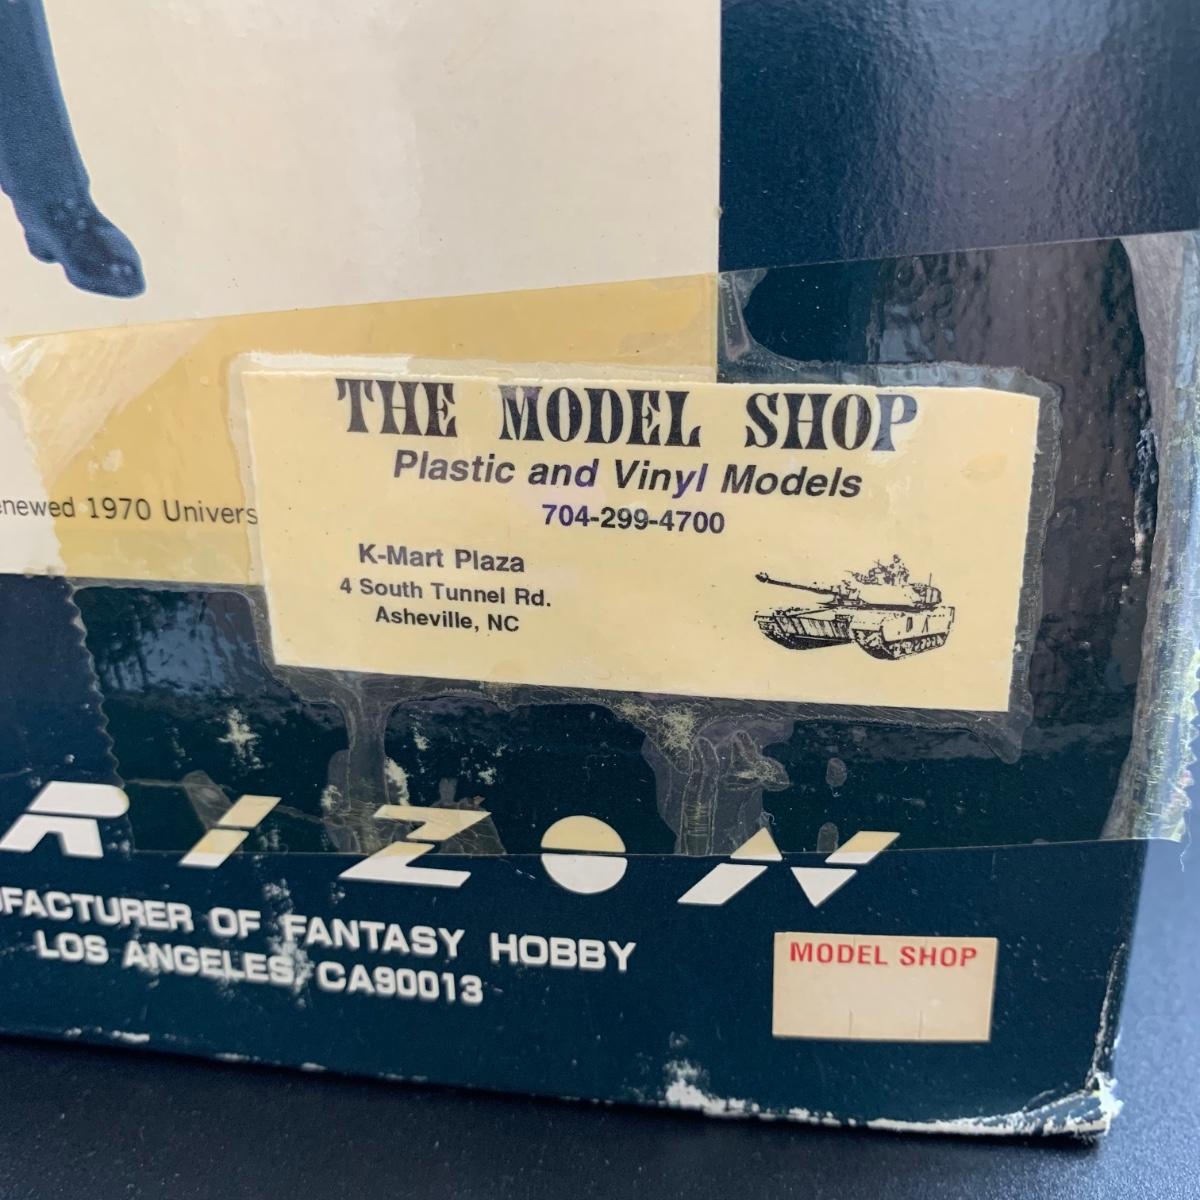 THE MODEL SHOP
Plastic and Vinyl Models
704-299-4700
K-Mart Plaza
4 South Tunnel Rd.
Asheville, NC
enewed 1970 Univers
RIZON
FACTURER OF FANTASY HOBBY
LOS ANGELES, CA90013
MODEL SHOP